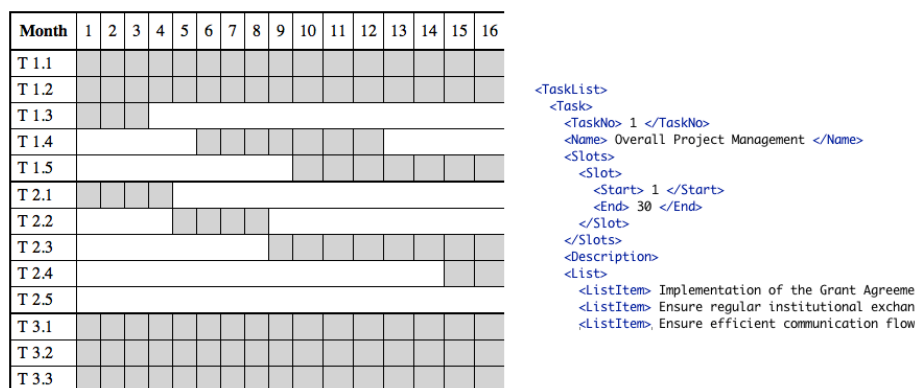 Month 1 2 3 4 5 6 7 8 9 10 11 12 13 14 15 16
T 1.1
T 1.2
T 1.3
T 1.4
T 1.5
T 2.1
T 2.2
T 2.3
T 2.4
T 2.5
T 3.1
T 3.2
T 3.3
<TaskList>
<Task>
<TaskNo> 1 </TaskNo>
<Name> Overall Project Management </Name>
<Slots>
<Slot>
<Start> 1 </Start>
<End> 30 </End>
</Slot>
</Slots>
<Description>
<List>
<ListItem> Implementation of the Grant Agreeme
<ListItem> Ensure regular institutional exchan
<ListItem> Ensure efficient communication flow